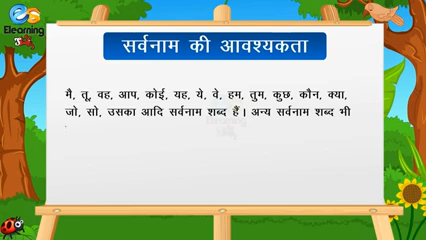 Elearning
सर्वनाम की आवश्यकता
मै, तू, वह, आप, कोई, यह, ये, वे, हम, तुम, कुछ, कौन, क्या,
जो, सो, उसका आदि सर्वनाम शब्द हैं। अन्य सर्वनाम शब्द भी